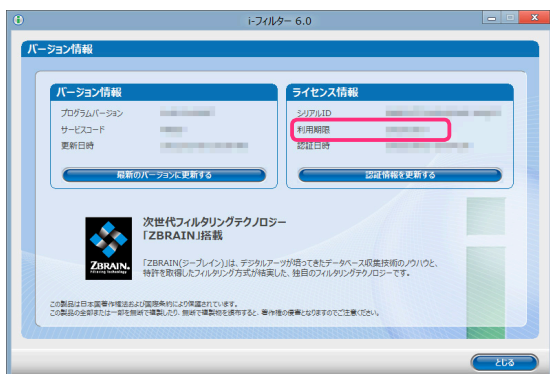 i-フィルター 6.0
バージョン情報
バージョン情報
プログラムバージョン
サービスコード
更新日時
最新のバージョンに更新する
ライセンス情報
シリアルID
利用期限
認証日時
認証情報を更新する
次世代フィルタリングテクノロジー
「ZBRAIN」搭載
ZBRAIN.
Filtering technology
「ZBRAIN(ジーブレイン)」は、デジタルアーツが培ってきたデータベース収集技術のノウハウと、
特許を取得したフィルタリング方式が結実した、独自のフィルタリングテクノロジーです。
この製品は日本国著作権法および国際条約により保護されています。
この製品の全部または一部を無断で複製したり、無断で複製物を頒布すると、著作権の侵害となりますのでご注意ください。
とじる